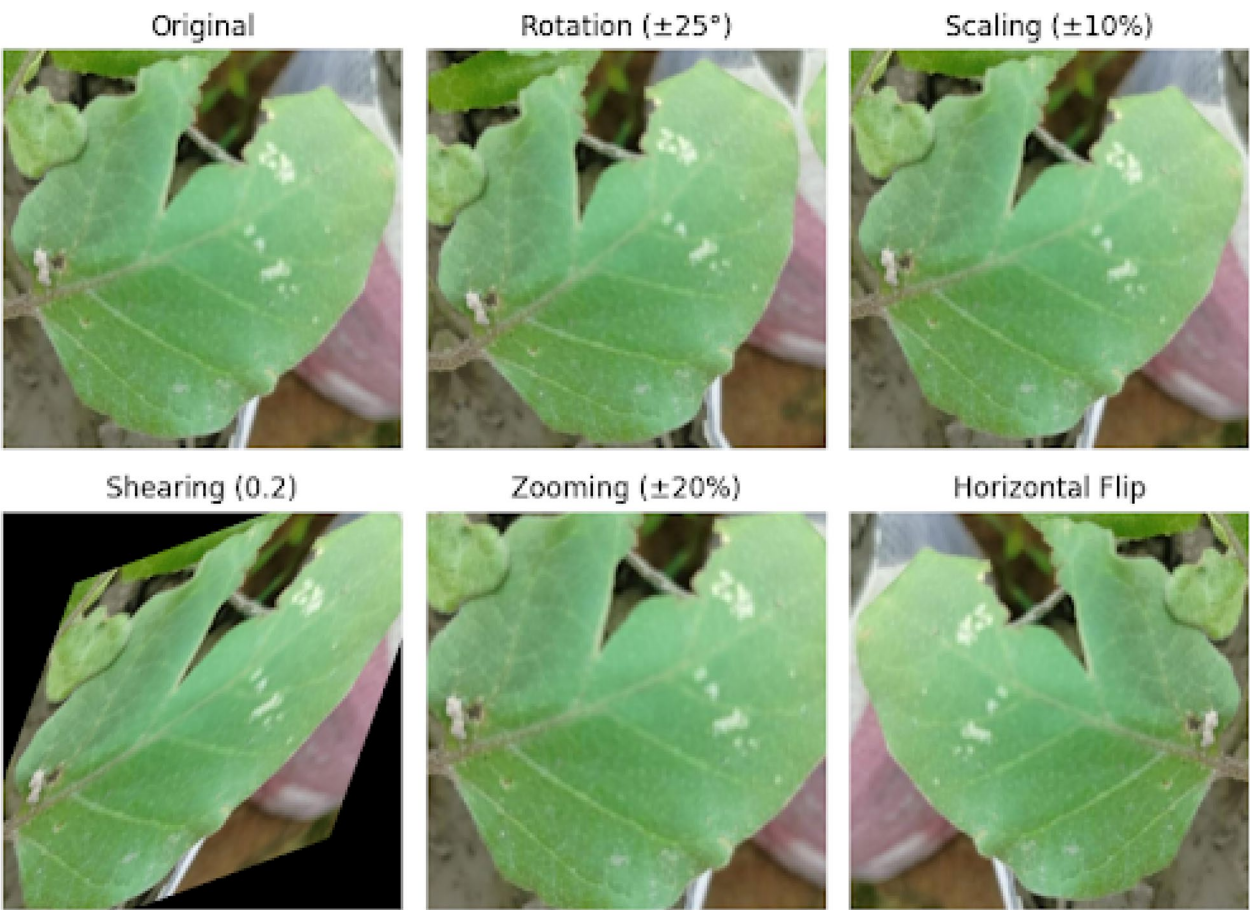 Original
Rotation (±25°)
Scaling (±10%)
Shearing (0.2)
Zooming (±20%)
Horizontal Flip